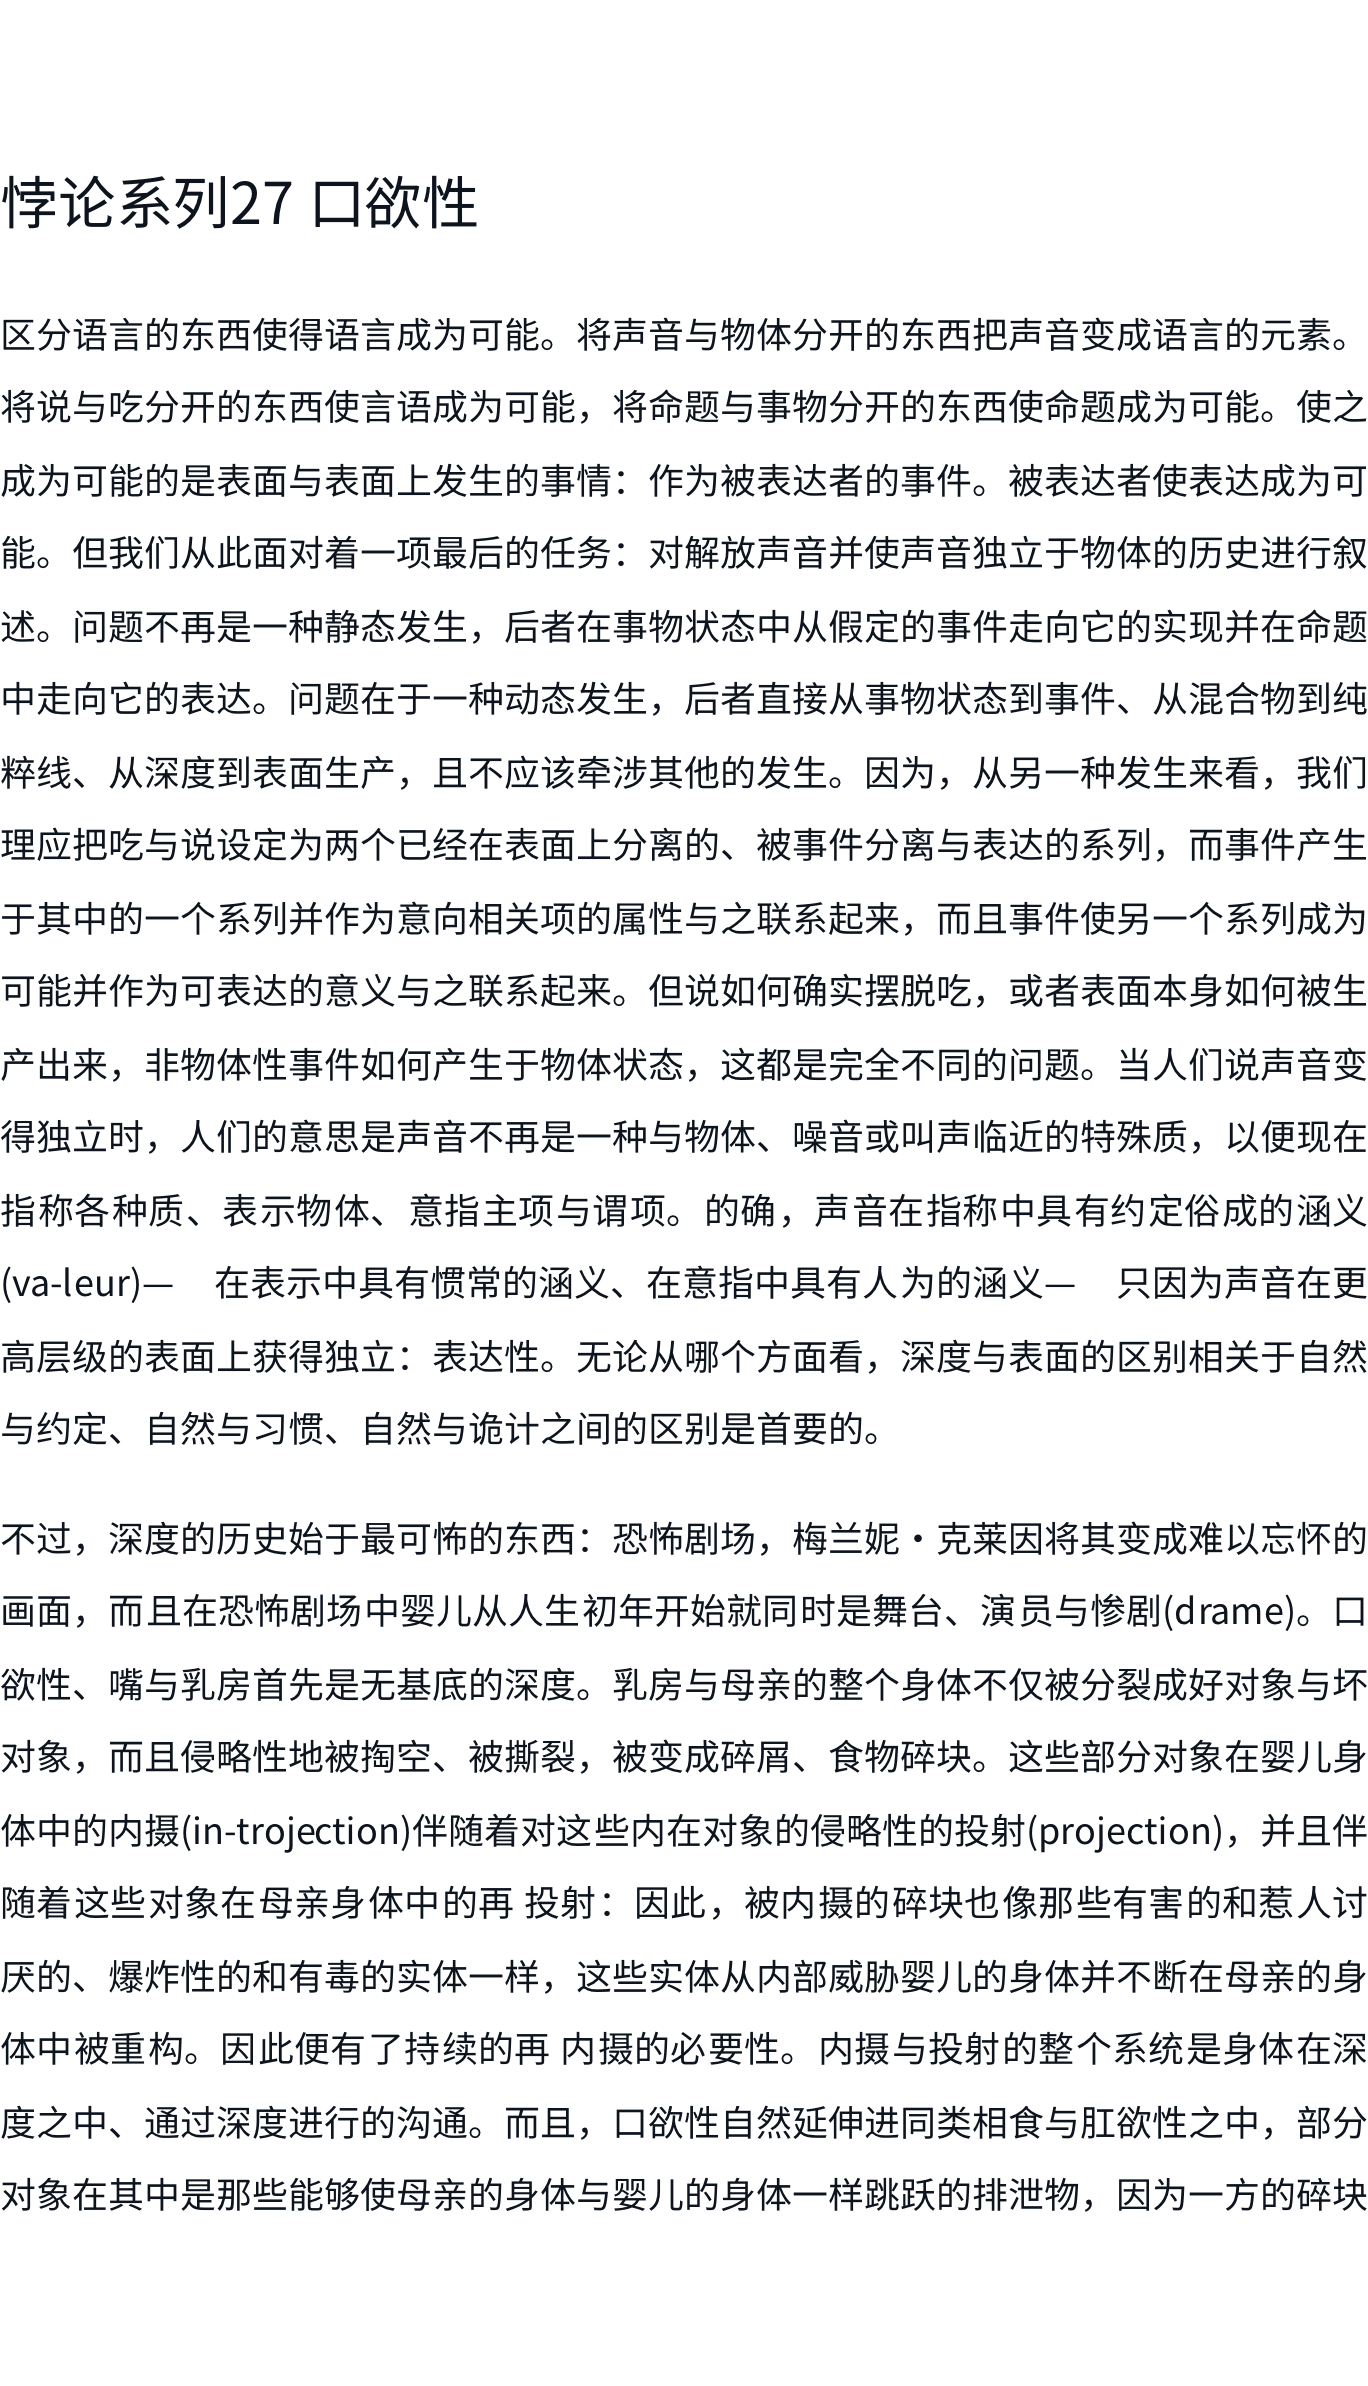 悖论系列27 口欲性
区分语言的东西使得语言成为可能。将声音与物体分开的东西把声音变成语言的元素。
将说与吃分开的东西使言语成为可能，将命题与事物分开的东西使命题成为可能。使之
成为可能的是表面与表面上发生的事情：作为被表达者的事件。被表达者使表达成为可
能。但我们从此面对着一项最后的任务：对解放声音并使声音独立于物体的历史进行叙
述。问题不再是一种静态发生，后者在事物状态中从假定的事件走向它的实现并在命题
中走向它的表达。问题在于一种动态发生，后者直接从事物状态到事件、从混合物到纯
粹线、从深度到表面生产，且不应该牵涉其他的发生。因为，从另一种发生来看，我们
理应把吃与说设定为两个已经在表面上分离的、被事件分离与表达的系列，而事件产生
于其中的一个系列并作为意向相关项的属性与之联系起来，而且事件使另一个系列成为
可能并作为可表达的意义与之联系起来。但说如何确实摆脱吃，或者表面本身如何被生
产出来，非物体性事件如何产生于物体状态，这都是完全不同的问题。当人们说声音变
得独立时，人们的意思是声音不再是一种与物体、噪音或叫声临近的特殊质，以便现在
指称各种质、表示物体、意指主项与谓项。的确，声音在指称中具有约定俗成的涵义
(va-leur)—　在表示中具有惯常的涵义、在意指中具有人为的涵义—　只因为声音在更
高层级的表面上获得独立：表达性。无论从哪个方面看，深度与表面的区别相关于自然
与约定、自然与习惯、自然与诡计之间的区别是首要的。
不过，深度的历史始于最可怖的东西：恐怖剧场，梅兰妮・克莱因将其变成难以忘怀的
画面，而且在恐怖剧场中婴儿从人生初年开始就同时是舞台、演员与惨剧(drame)。口
欲性、嘴与乳房首先是无基底的深度。乳房与母亲的整个身体不仅被分裂成好对象与坏
对象，而且侵略性地被掏空、被撕裂，被变成碎屑、食物碎块。这些部分对象在婴儿身
体中的内摄(in-trojection)伴随着对这些内在对象的侵略性的投射(projection)，并且伴
随着这些对象在母亲身体中的再 投射：因此，被内摄的碎块也像那些有害的和惹人讨
厌的、爆炸性的和有毒的实体一样，这些实体从内部威胁婴儿的身体并不断在母亲的身
体中被重构。因此便有了持续的再 内摄的必要性。内摄与投射的整个系统是身体在深
度之中、通过深度进行的沟通。而且，口欲性自然延伸进同类相食与肛欲性之中，部分
对象在其中是那些能够使母亲的身体与婴儿的身体一样跳跃的排泄物，因为一方的碎块